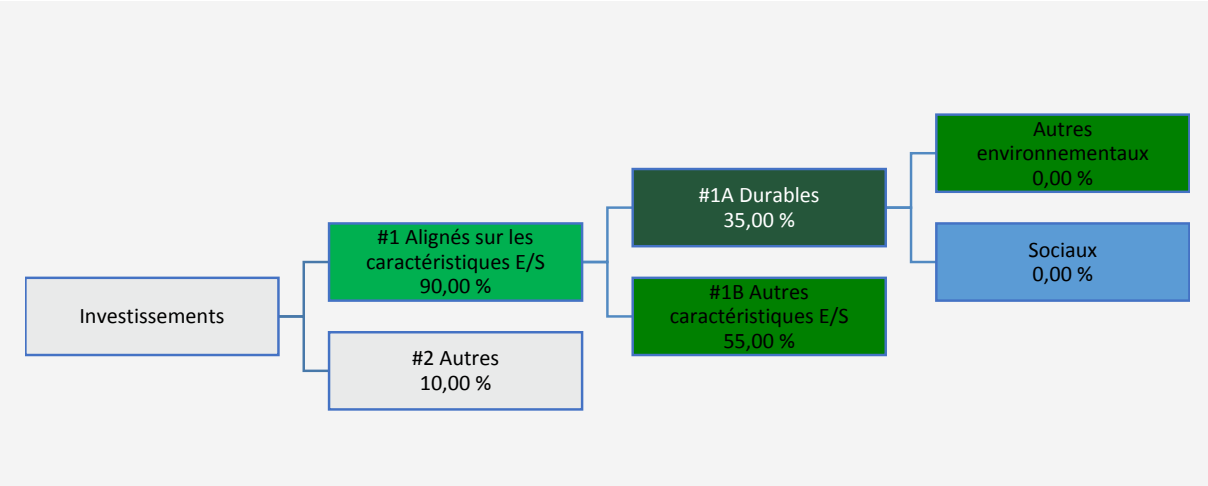 Investissements
#1 Alignés sur les
caractéristiques E/S
90,00 %
#2 Autres
10,00 %
#1A Durables
35,00 %
#1B Autres
caractéristiques E/S
55,00 %
Autres
environnementaux
0,00 %
Sociaux
0,00 %